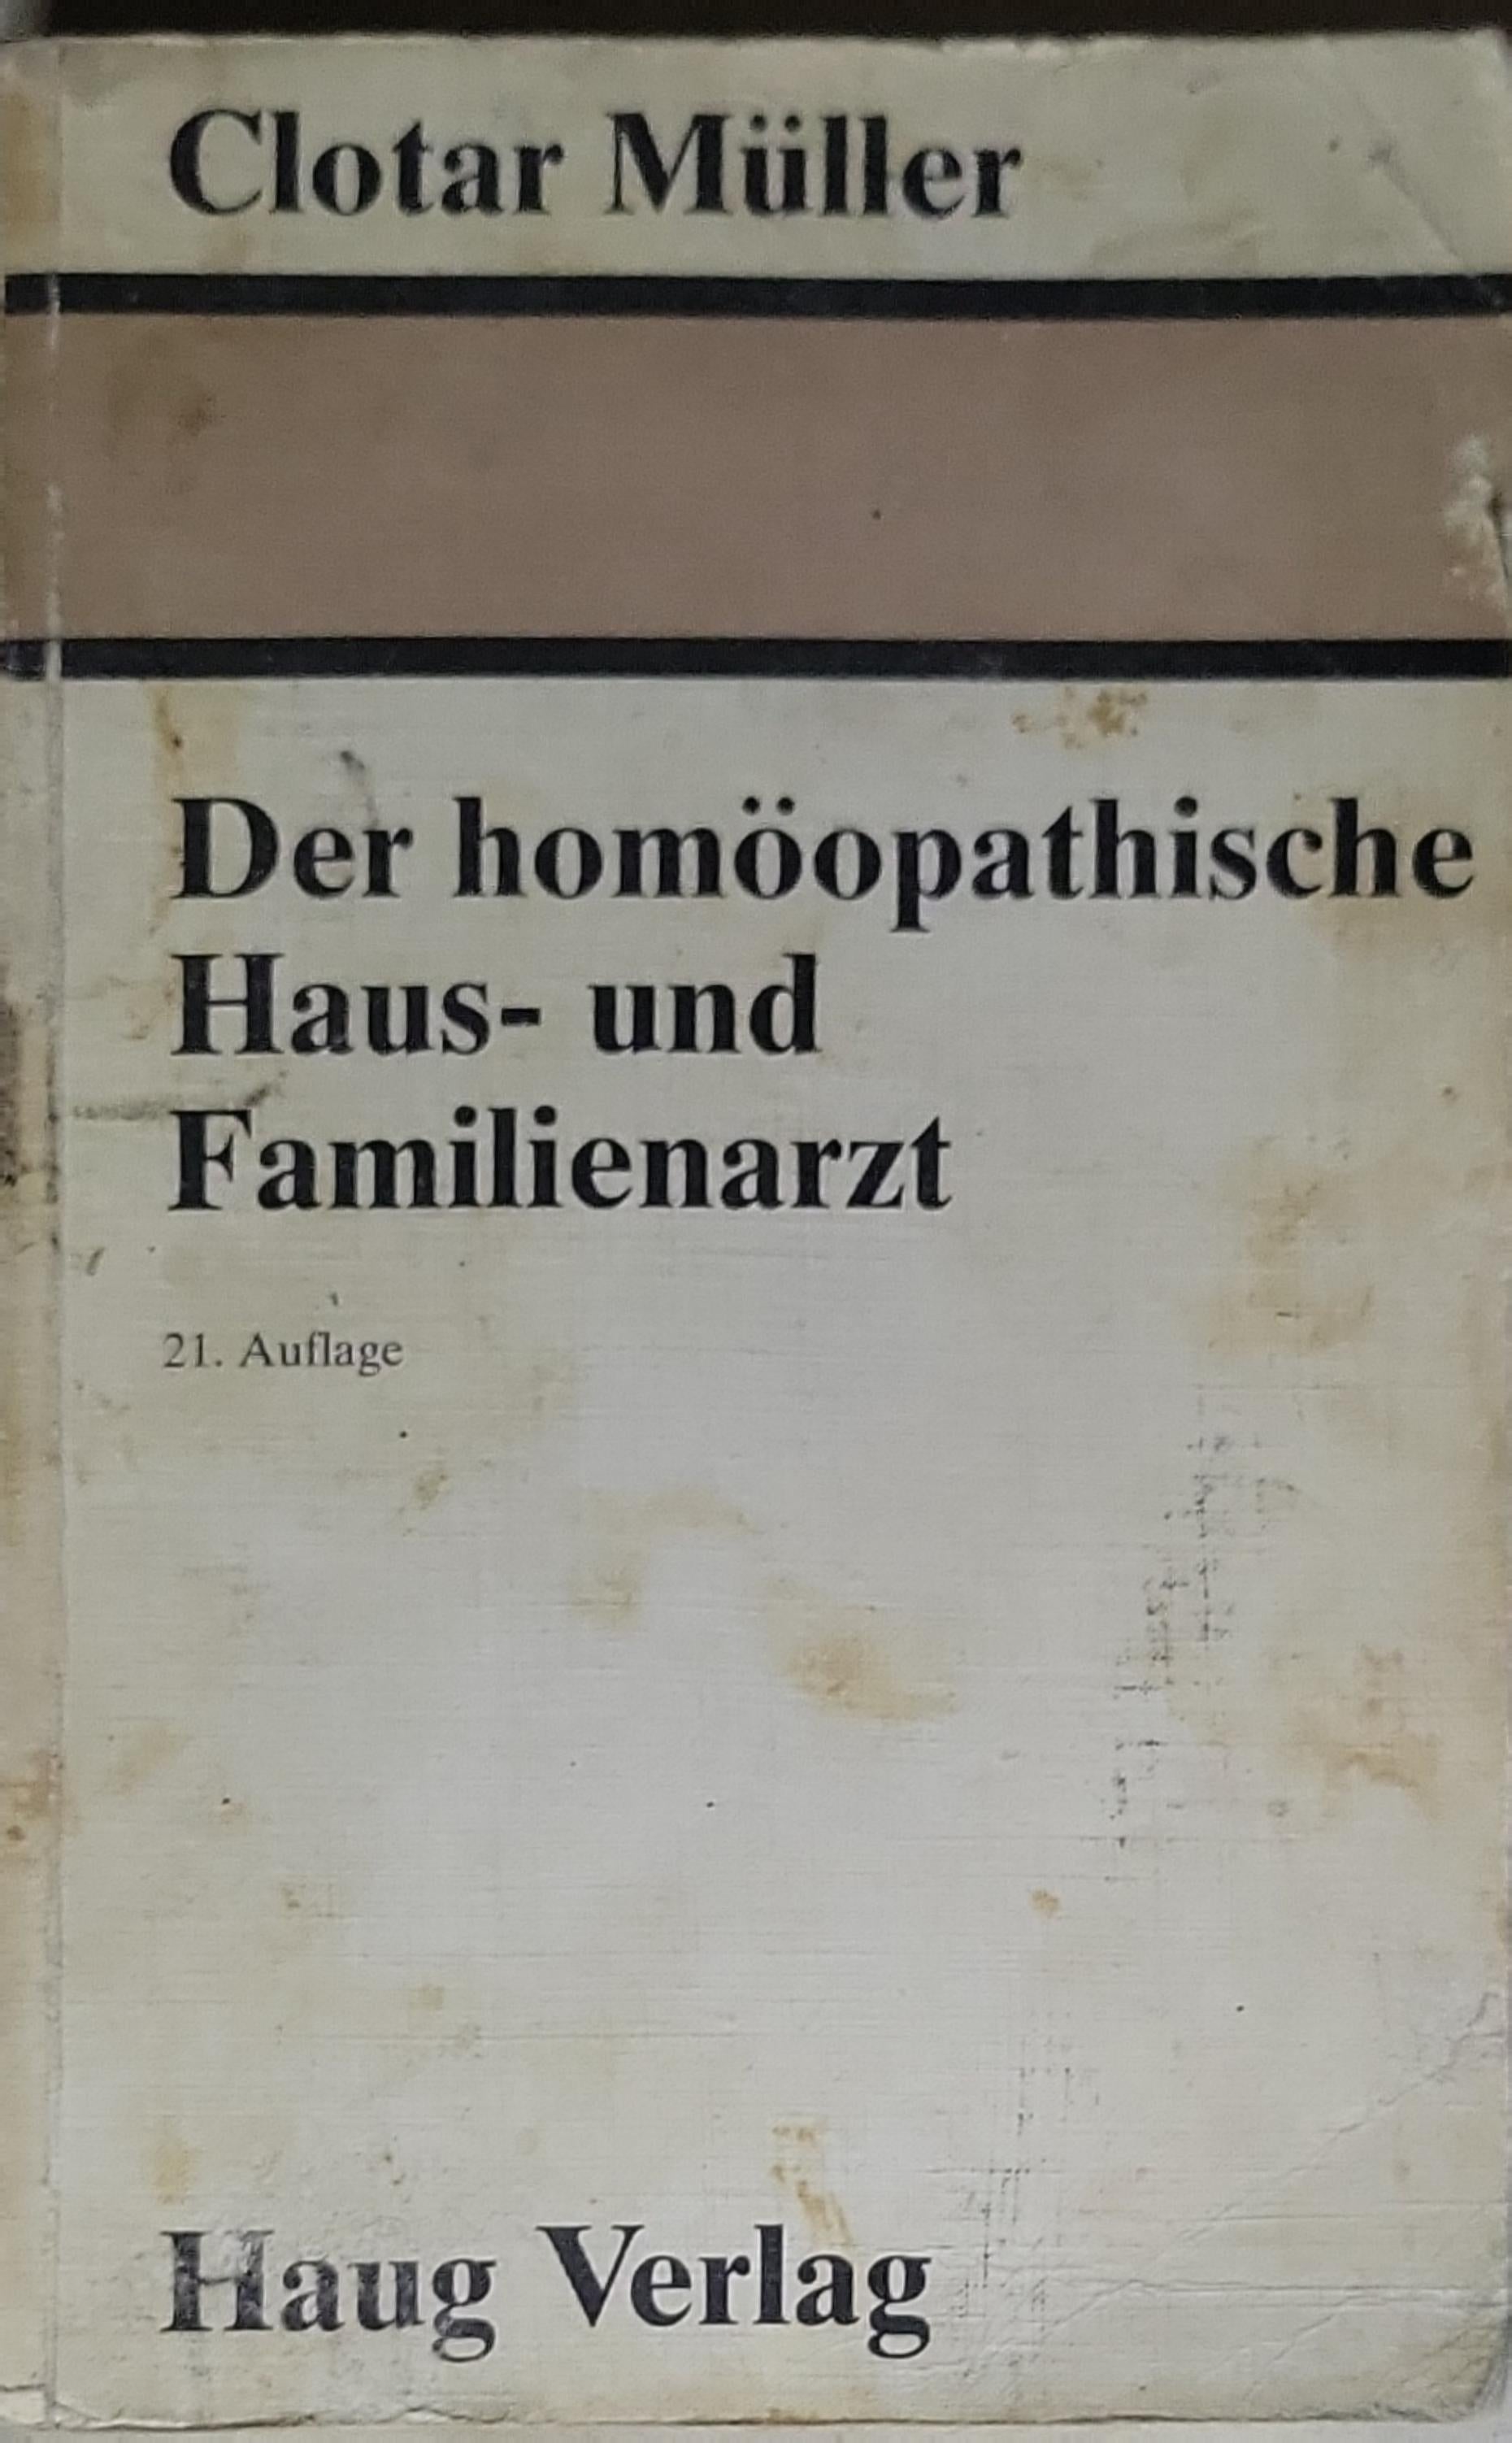 Clotar Müller
Der homöopathische
Haus- und
Familienarzt
21. Auflage
Haug Verlag